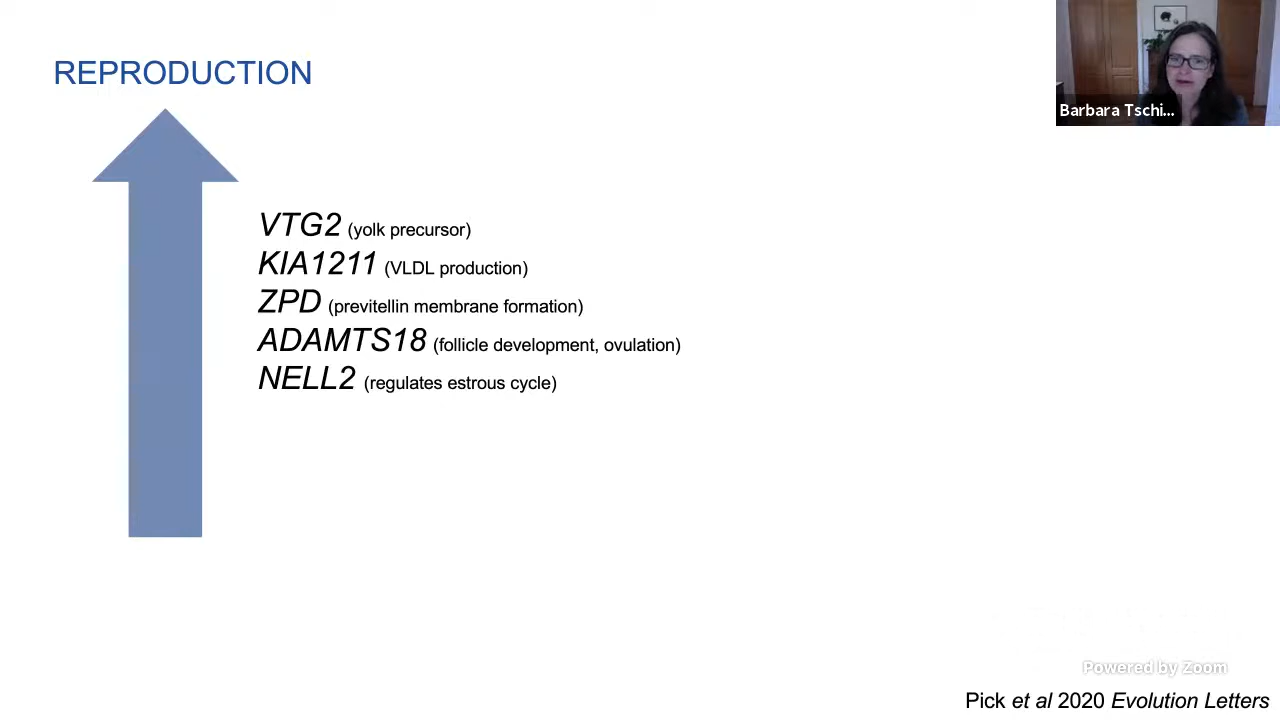 REPRODUCTION
Barbara Tschi...
VTG2 (yolk precursor)
KIA1211 (VLDL production)
ZPD (previtellin membrane formation)
ADAMTS18 (follicle development, ovulation)
NELL2 (regulates estrous cycle)
Powered by Zoom
Pick et al 2020 Evolution Letters